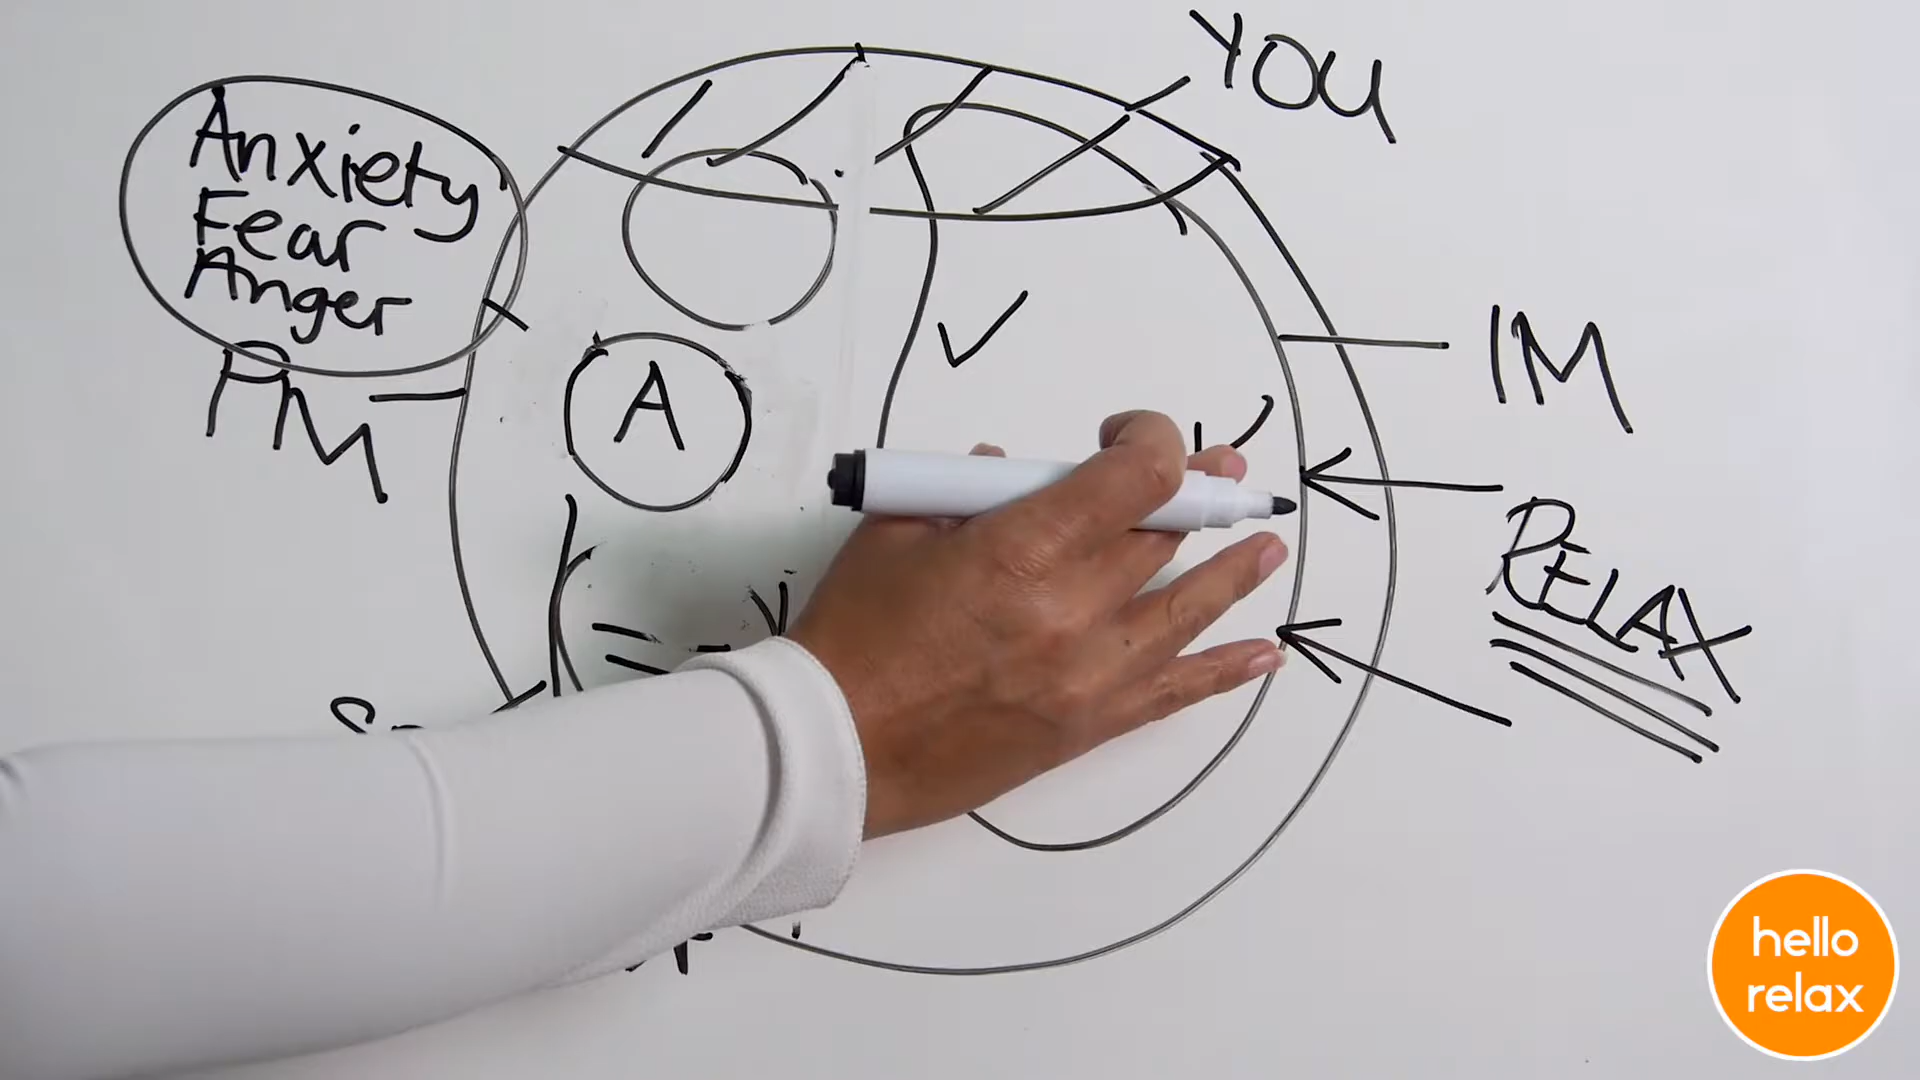 YOU
Anxiety
Fear
Anger
PM
IM
A
RELAX
hello
relax